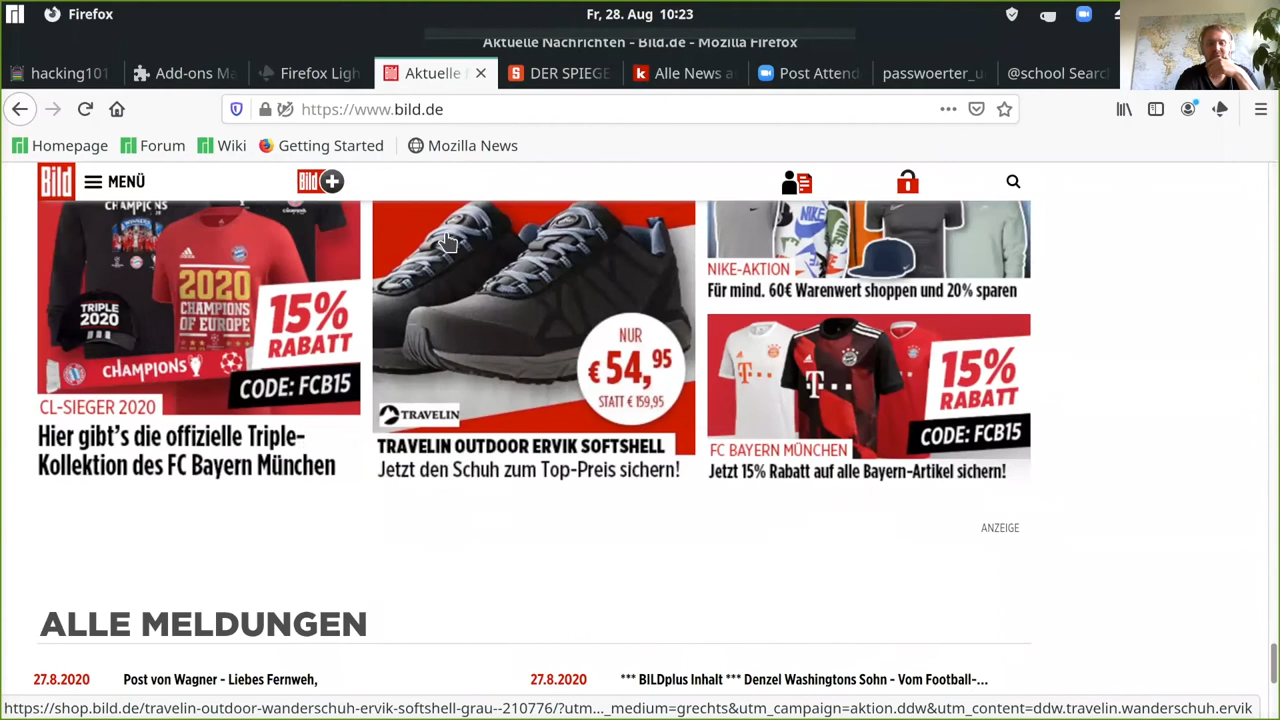 Firefox
Fr, 28. Aug 10:23
Aktuelle Nachrichten - Bild.de - Mozilla Firefox
hacking101
Add-ons Ma
Firefox Ligh
Aktuelle
DER SPIEGE
Alle News a
Post Attend
passwoerter_u
@school Searc
https://www.bild.de
Homepage
Forum
Wiki
Getting Started
Mozilla News
Bild
MENÜ
Bild
CHAMPIONS
TRIPLE 2020
2020
CHAMPIONS
OF EUROPE
15%
RABATT
CHAMPIONS
CODE: FCB15
CL-SIEGER 2020
Hier gibt's die offizielle Triple-
Kollektion des FC Bayern München
NUR
€ 54,95
STATT € 159,95
TRAVELIN
TRAVELIN OUTDOOR ERVIK SOFTSHELL
Jetzt den Schuh zum Top-Preis sichern!
NIKE
NIKE-AKTION
Für mind. 60€ Warenwert shoppen und 20% sparen
15%
RABATT
CODE: FCB15
FC BAYERN MÜNCHEN
Jetzt 15% Rabatt auf alle Bayern-Artikel sichern!
ANZEIGE
ALLE MELDUNGEN
27.8.2020
Post von Wagner - Liebes Fernweh,
27.8.2020
*** BILDplus Inhalt *** Denzel Washingtons Sohn - Vom Football-...
https://shop.bild.de/travelin-outdoor-wanderschuh-ervik-softshell-grau--210776/?utm..._medium=grechts&utm_campaign=aktion.ddw&utm_content=ddw.travelin.wanderschuh.ervik